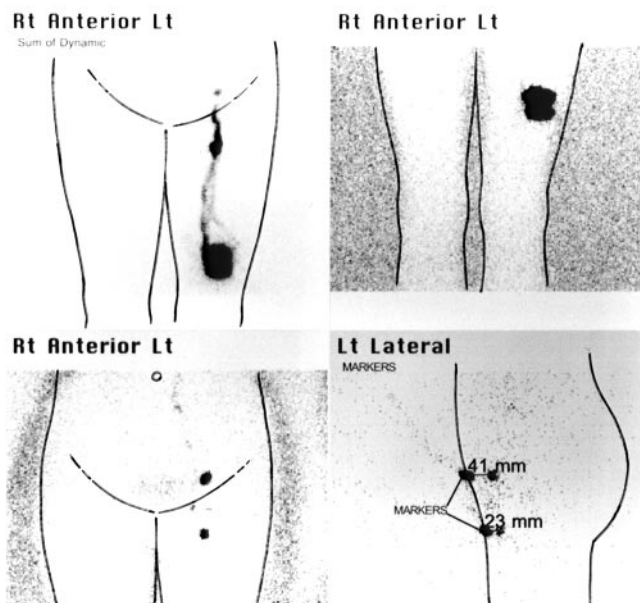 Rt Anterior Lt
Sum of Dynamic
Rt Anterior Lt
Rt Anterior Lt
Lt Lateral
MARKERS
41 mm
MARKERS
23 mm